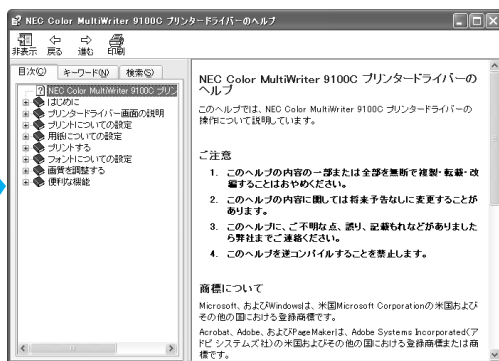 NEC Color MultiWriter 9100C プリンタードライバーのヘルプ
非表示 戻る 進む 印刷
目次(C) キーワード(N) 検索(S)
NEC Color MultiWriter 9100C プリン
はじめに
プリンタードライバー画面の説明
プリントについての設定
用紙についての設定
プリントする
フォントについての設定
画質を調整する
便利な機能
NEC Color MultiWriter 9100C プリンタードライバーの
ヘルプ
このヘルプでは、NEC Color MultiWriter 9100C プリンタードライバーの
操作について説明しています。
ご注意
1. このヘルプの内容の一部または全部を無断で複製・転載・改
編することはおやめください。
2. このヘルプの内容に関しては将来予告なしに変更することが
あります。
3. このヘルプに、ご不明な点、誤り、記載もれなどがありました
ら弊社までご連絡ください。
4. このヘルプを逆コンパイルすることを禁止します。
商標について
Microsoft、およびWindowsは、米国Microsoft Corporationの米国および
その他の国における登録商標です。
Acrobat、Adobe、およびPageMakerは、Adobe Systems Incorporated(ア
ドビ システムズ社)の米国およびその他の国における登録商標または商
標です。